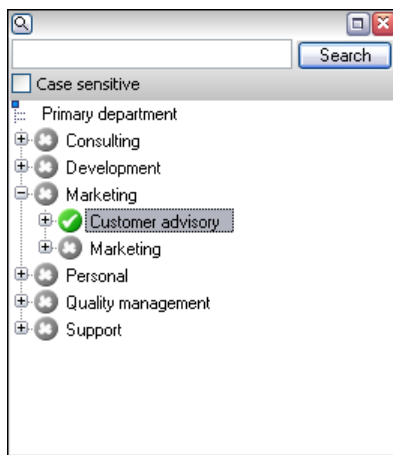 Search
Case sensitive
Primary department
Consulting
Development
Marketing
Customer advisory
Marketing
Personal
Quality management
Support